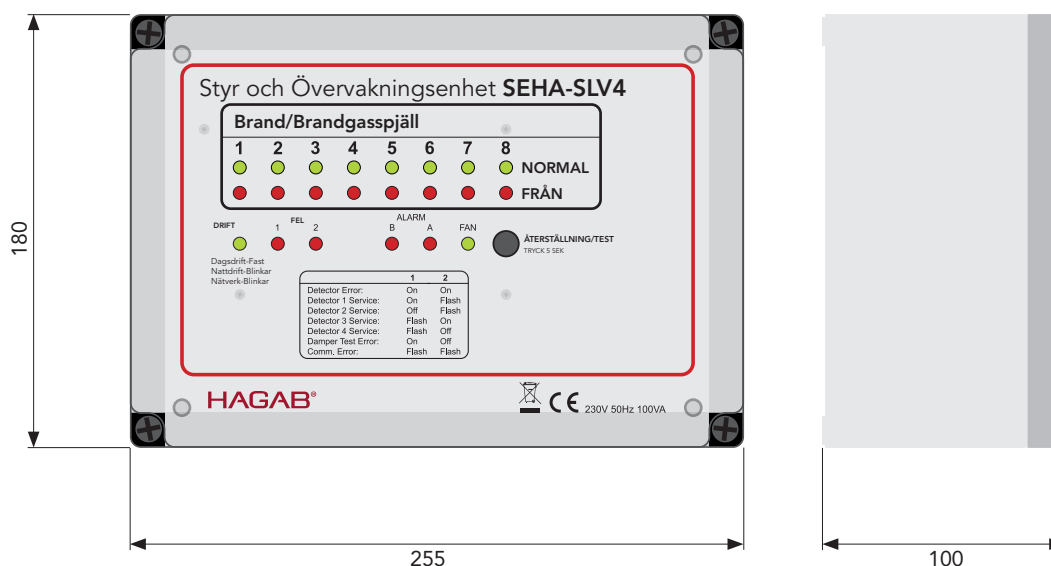 Styr och Övervakningsenhet SEHA-SLV4
Brand/Brandgasspjäll
1 2 3 4 5 6 7 8
NORMAL
FRÅN
DRIFT
FEL
1 2
ALARM
B A
FAN
ÅTERSTÄLLNING/TEST
TRYCK 5 SEK
Dagsdrift-Fast
Nattdrift-Blinkar
Nätverk-Blinkar
1 2
Detector Error: On On
Detector 1 Service: On Flash
Detector 2 Service: Off Flash
Detector 3 Service: Flash On
Detector 4 Service: Flash Off
Damper Test Error: On Off
Comm. Error: Flash Flash
HAGAB®
CE 230V 50Hz 100VA
180
255
100